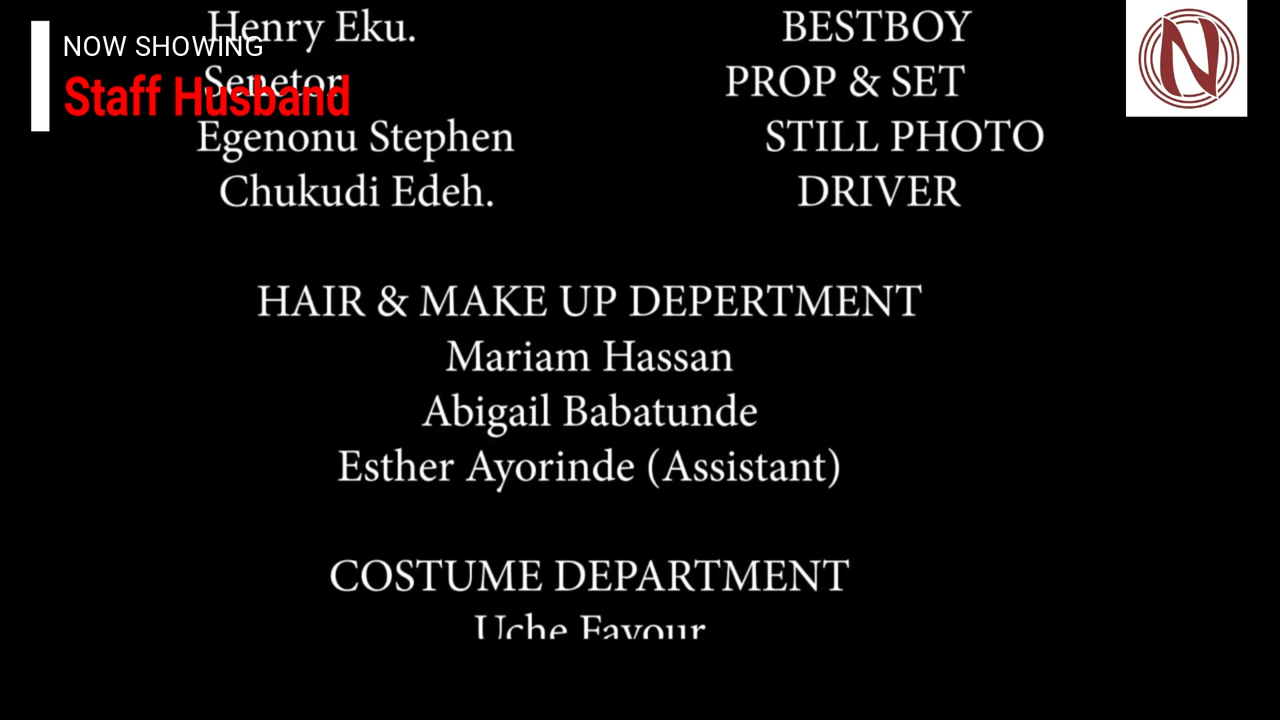 Henry Eku. BESTBOY
NOW SHOWING
Senetor PROP & SET
Staff Husband
Egenonu Stephen STILL PHOTO
Chukudi Edeh. DRIVER
HAIR & MAKE UP DEPERTMENT
Mariam Hassan
Abigail Babatunde
Esther Ayorinde (Assistant)
COSTUME DEPARTMENT
Uche Favour
N